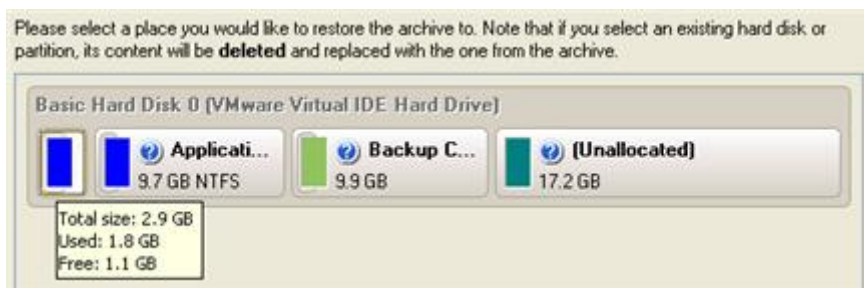 Please select a place you would like to restore the archive to. Note that if you select an existing hard disk or
partition, its content will be deleted and replaced with the one from the archive.
Basic Hard Disk 0 (VMware Virtual IDE Hard Drive)
Applicati...
9.7 GB NTFS
Backup C...
9.9 GB
(Unallocated)
17.2 GB
Total size: 2.9 GB
Used: 1.8 GB
Free: 1.1 GB